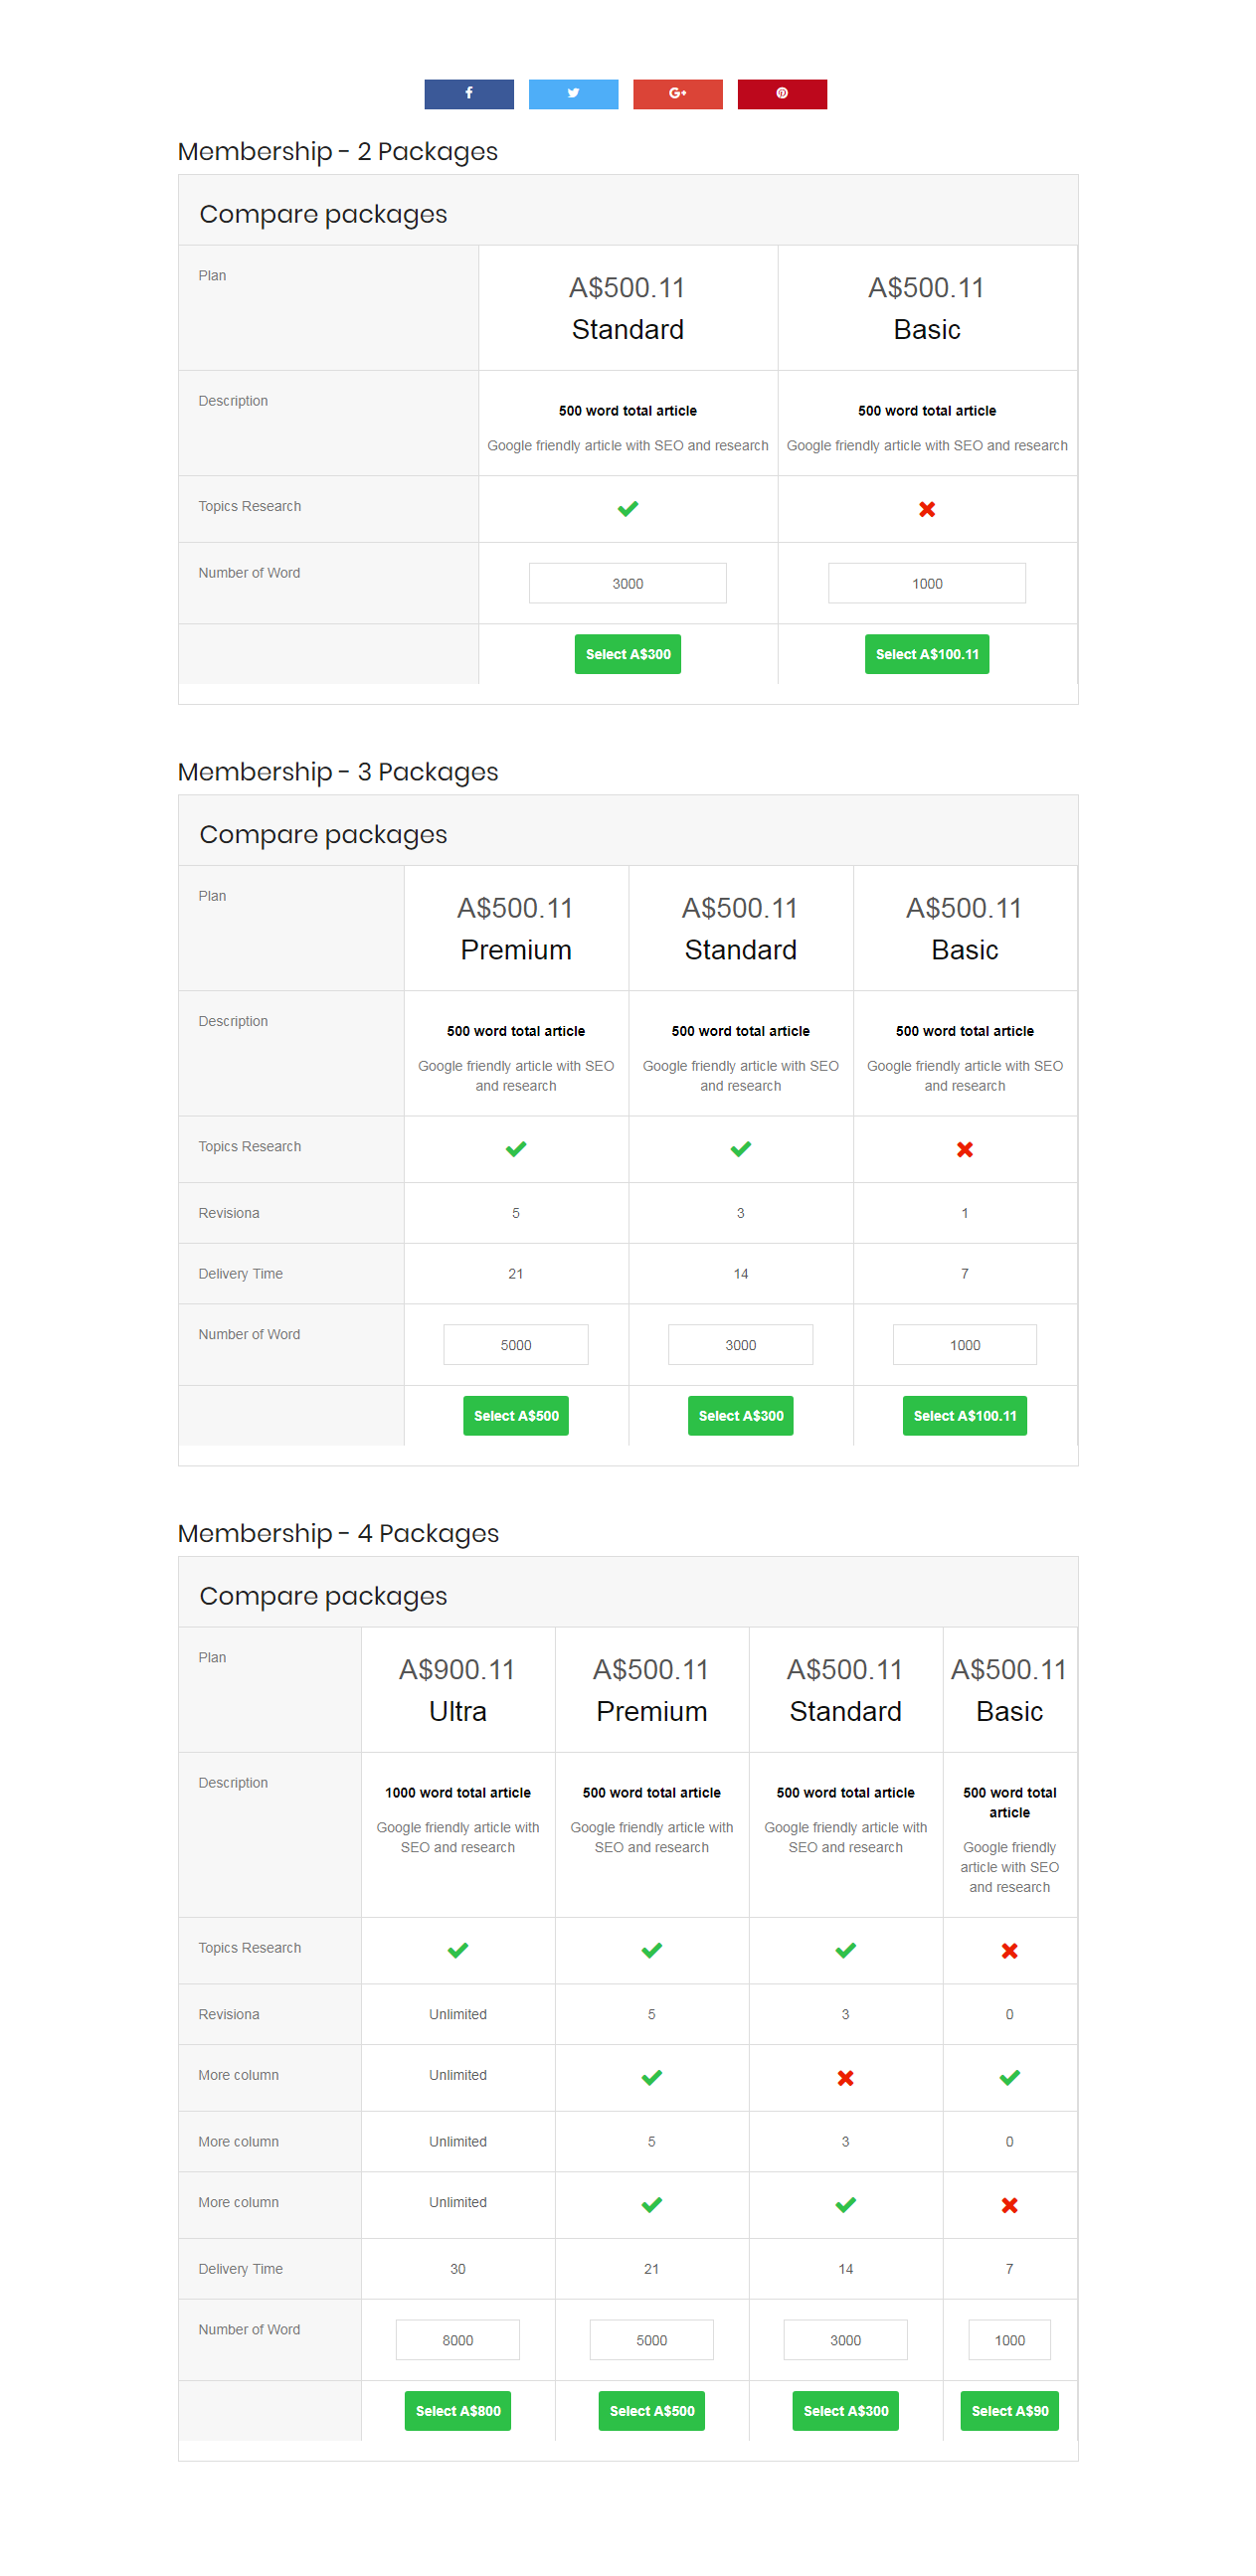 Membership - 2 Packages
Compare packages
Plan
A$500.11
Standard
A$500.11
Basic
Description
500 word total article
Google friendly article with SEO and research
500 word total article
Google friendly article with SEO and research
Topics Research
Number of Word
3000
1000
Select A$300
Select A$100.11
Membership - 3 Packages
Compare packages
Plan
A$500.11
Premium
A$500.11
Standard
A$500.11
Basic
Description
500 word total article
Google friendly article with SEO
and research
500 word total article
Google friendly article with SEO
and research
500 word total article
Google friendly article with SEO
and research
Topics Research
Revisiona
5
3
1
Delivery Time
21
14
7
Number of Word
5000
3000
1000
Select A$500
Select A$300
Select A$100.11
Membership - 4 Packages
Compare packages
Plan
A$900.11
Ultra
A$500.11
Premium
A$500.11
Standard
A$500.11
Basic
Description
1000 word total article
Google friendly article with
SEO and research
500 word total article
Google friendly article with
SEO and research
500 word total article
Google friendly article with
SEO and research
500 word total
article
Google friendly
article with SEO
and research
Topics Research
Revisiona
Unlimited
5
3
0
More column
Unlimited
More column
Unlimited
5
3
0
More column
Unlimited
Delivery Time
30
21
14
7
Number of Word
8000
5000
3000
1000
Select A$800
Select A$500
Select A$300
Select A$90